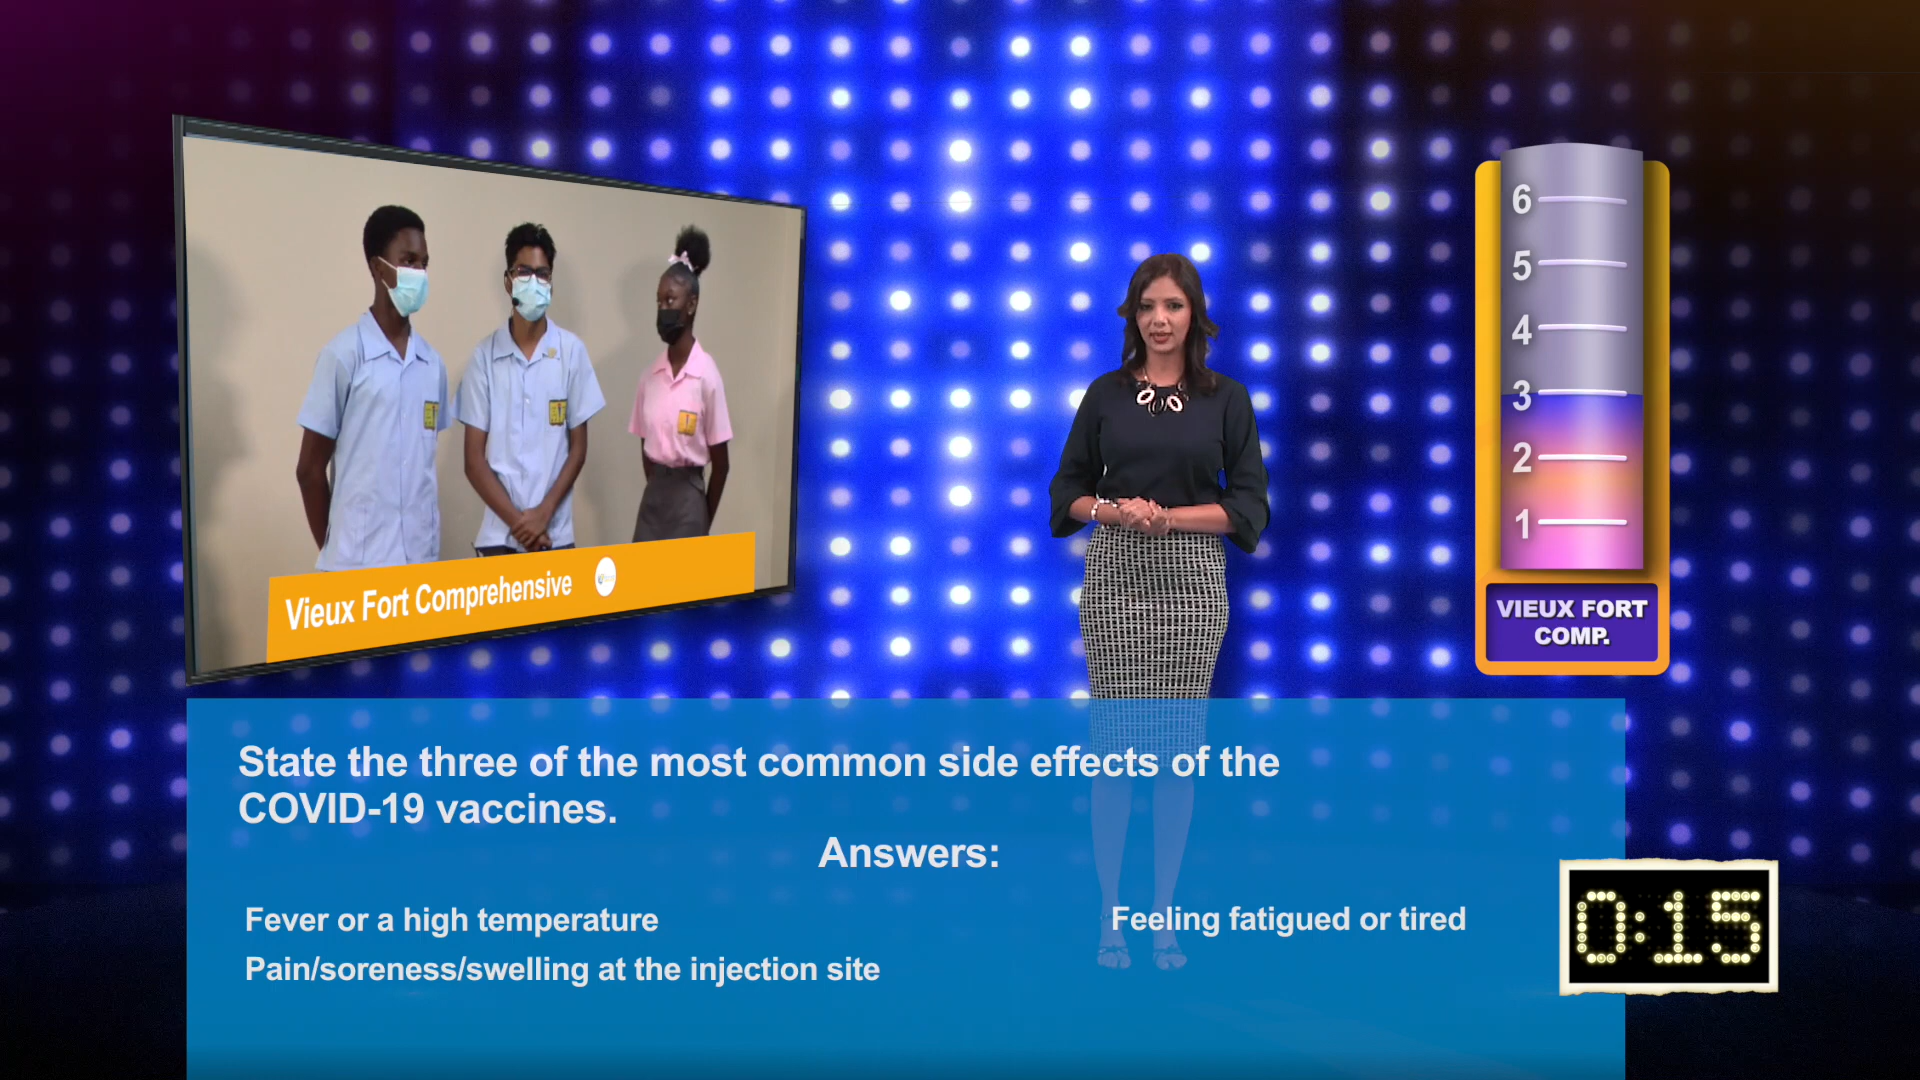 6
5
4
3
2
1
VIEUX FORT
COMP.
Vieux Fort Comprehensive
State the three of the most common side effects of the
COVID-19 vaccines.
Answers:
Fever or a high temperature
Feeling fatigued or tired
Pain/soreness/swelling at the injection site
0:15